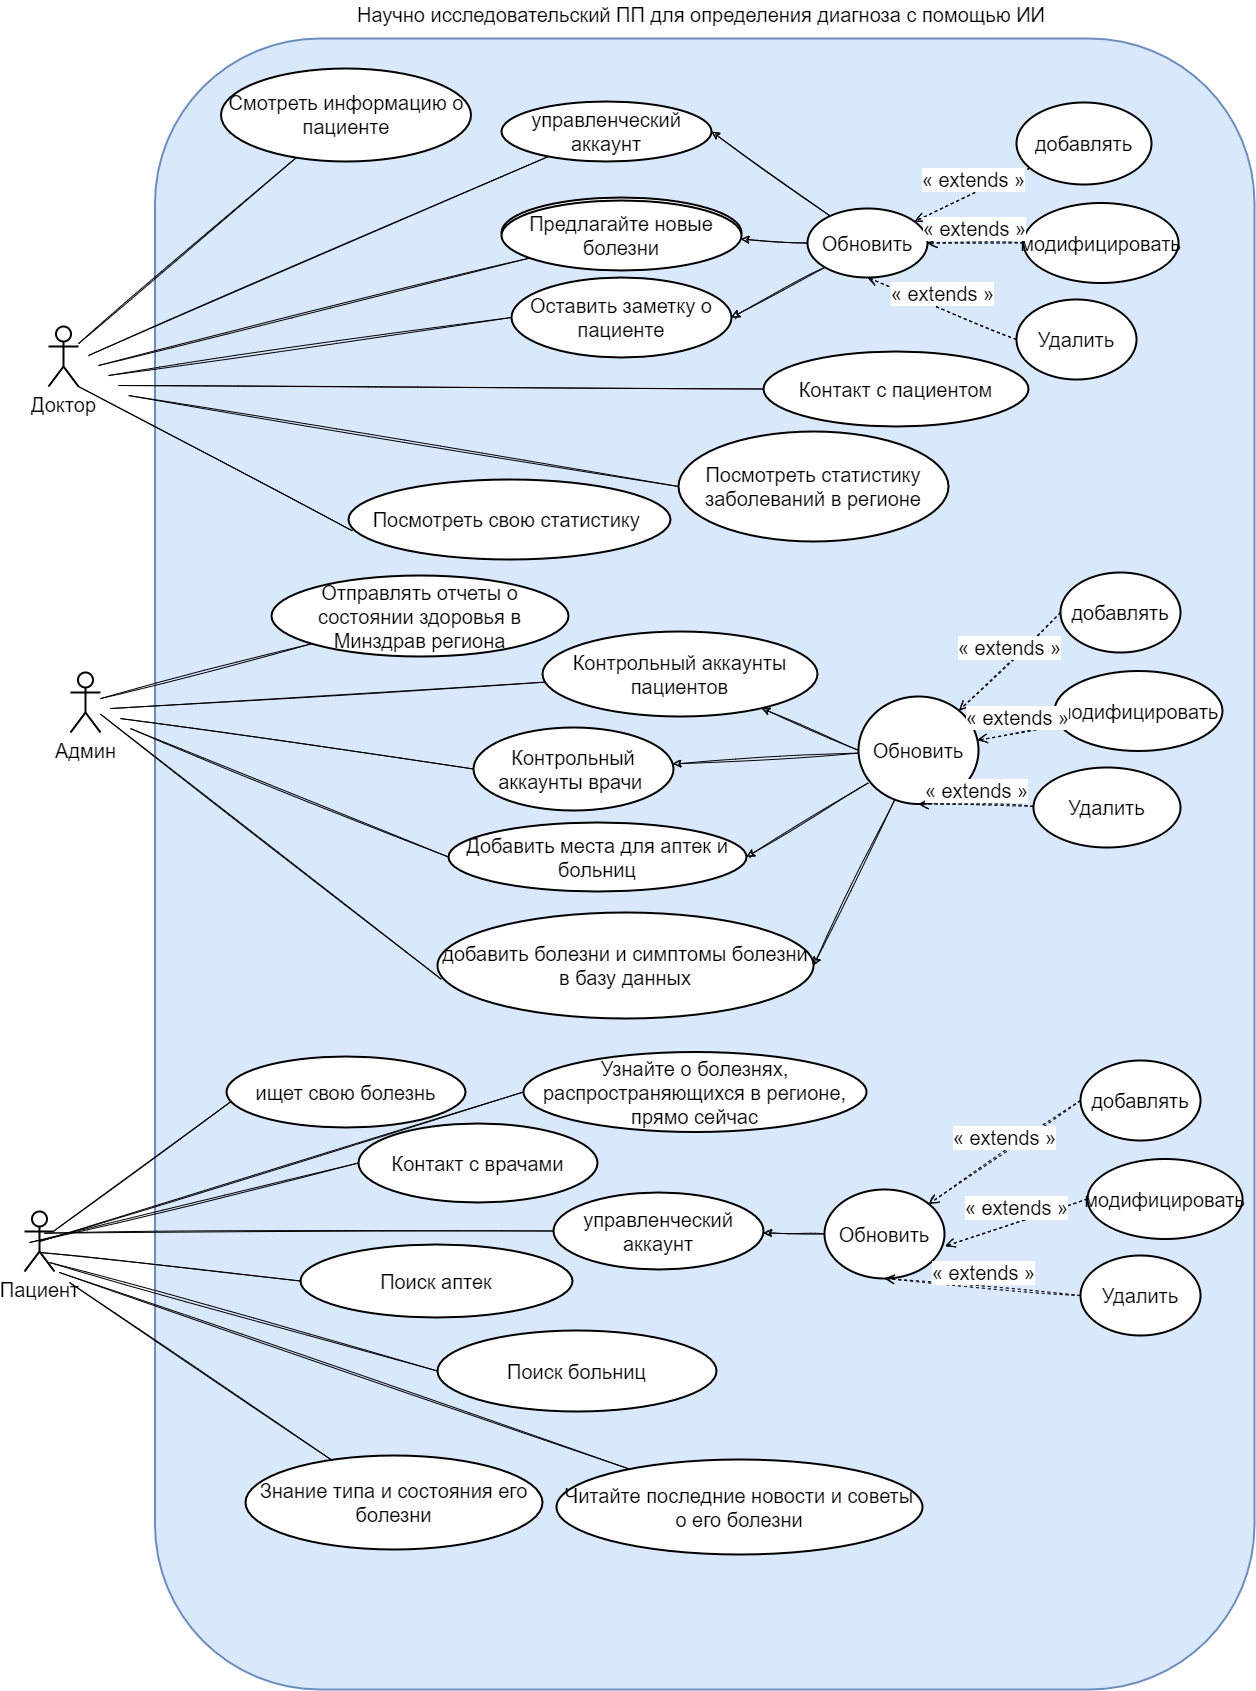 Научно исследовательский ПП для определения диагноза с помощью ИИ
Смотреть информацию о
пациенте
управленческий
аккаунт
добавлять
« extends »
Предлагайте новые
болезни
Обновить
« extends »
модифицировать
« extends »
Оставить заметку о
пациенте
Удалить
Доктор
Контакт с пациентом
Посмотреть статистику
заболеваний в регионе
Посмотреть свою статистику
Отправлять отчеты о
состоянии здоровья в
Минздрав региона
добавлять
« extends »
Контрольный аккаунты
пациентов
« extends »
модифицировать
Админ
Контрольный
аккаунты врачи
Обновить
« extends »
Удалить
Добавить места для аптек и
больниц
добавить болезни и симптомы болезни
в базу данных
ищет свою болезнь
Узнайте о болезнях,
распространяющихся в регионе,
прямо сейчас
добавлять
« extends »
Контакт с врачами
« extends »
модифицировать
управленческий
аккаунт
Обновить
« extends »
Удалить
Пациент
Поиск аптек
Поиск больниц
Знание типа и состояния его
болезни
Читайте последние новости и советы
о его болезни